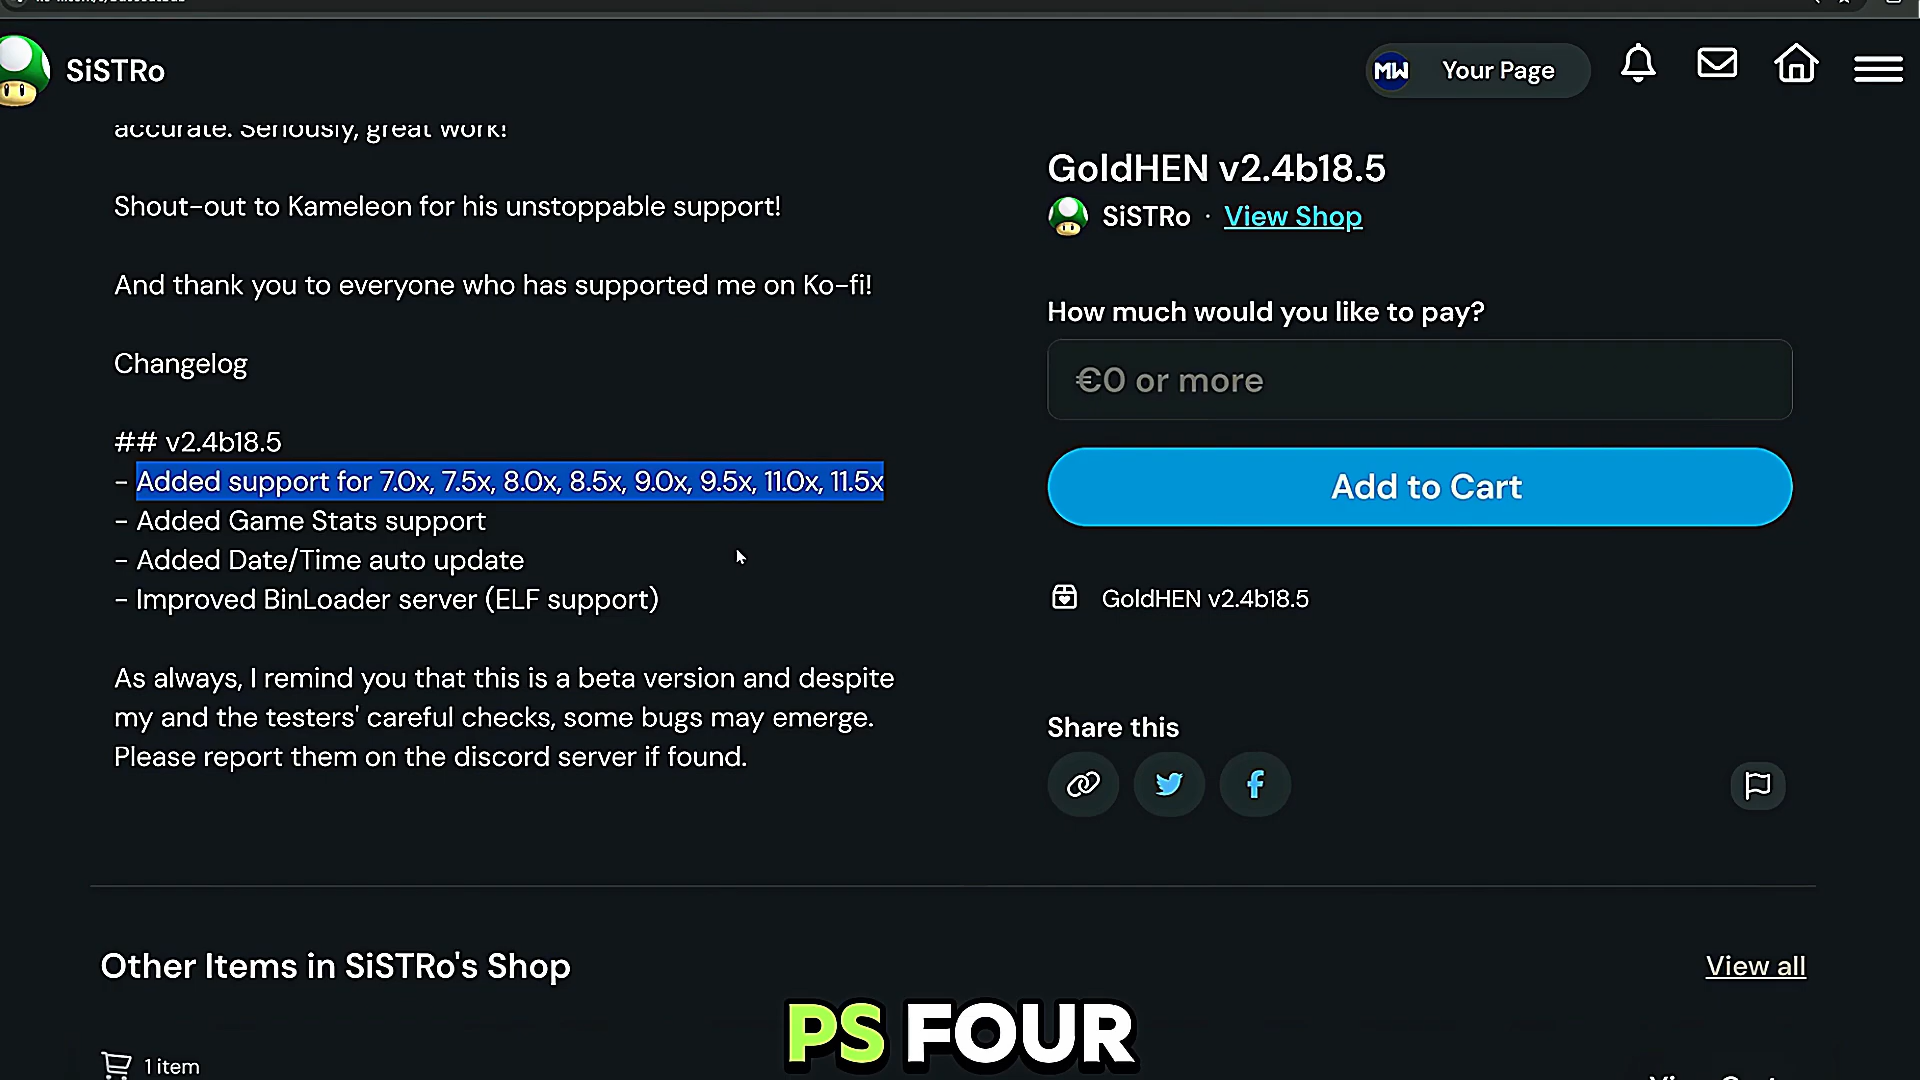 SiSTRo
MW Your Page
accurate. Seriously, great work!
Shout-out to Kameleon for his unstoppable support!
And thank you to everyone who has supported me on Ko-fi!
Changelog
## v2.4b18.5
- Added support for 7.0x, 7.5x, 8.0x, 8.5x, 9.0x, 9.5x, 11.0x, 11.5x
- Added Game Stats support
- Added Date/Time auto update
- Improved BinLoader server (ELF support)
As always, I remind you that this is a beta version and despite
my and the testers' careful checks, some bugs may emerge.
Please report them on the discord server if found.
GoldHEN v2.4b18.5
SiSTRo · View Shop
How much would you like to pay?
€0 or more
Add to Cart
GoldHEN v2.4b18.5
Share this
Other Items in SiSTRo's Shop
View all
PS FOUR
1 item